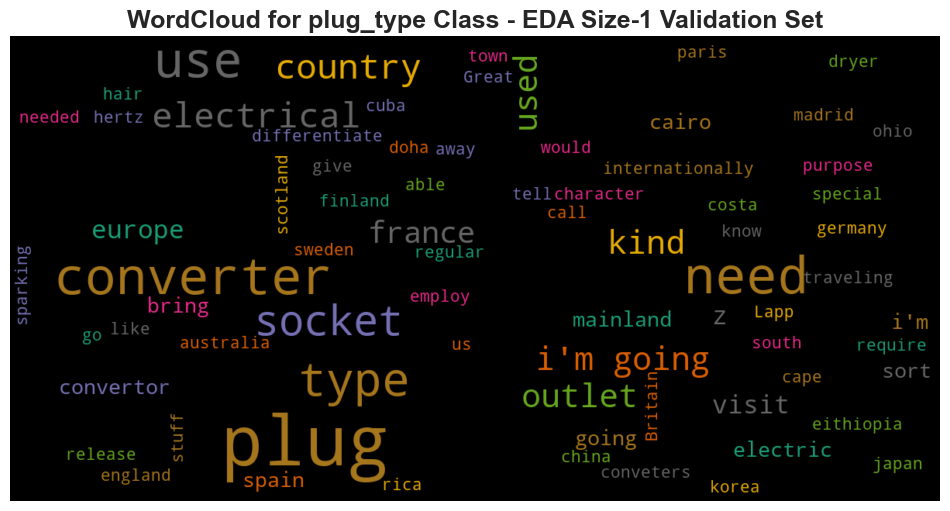 WordCloud for plug_type Class - EDA Size-1 Validation Set
use
country
town
Great
used
paris
dryer
hair
needed
hertz
electrical
cuba
differentiate
doha
away
would
cairo
madrid
ohio
scotland
give
able
finland
internationally
purpose
tell
character
call
costa
special
europe
france
sweden
regular
kind
know
germany
sparking
converter
bring
employ
need
traveling
go
like
socket
mainland
z
Lapp
i'm
australia
us
i'm going
south
require
convertor
type
outlet
Britain
cape
sort
visit
stuff
plug
going
eithiopia
release
england
spain
rica
china
conveters
electric
korea
japan